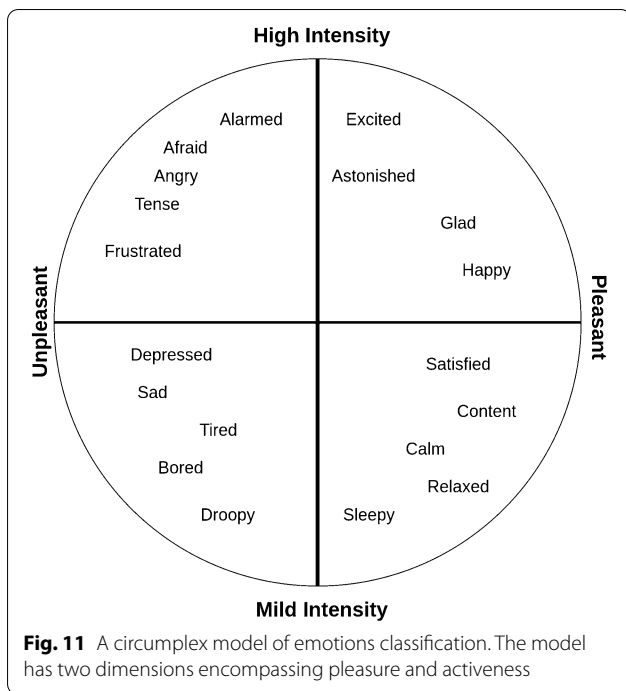 High Intensity
Alarmed
Excited
Afraid
Angry
Astonished
Tense
Glad
Frustrated
Happy
Unpleasant
Pleasant
Depressed
Satisfied
Sad
Content
Tired
Calm
Bored
Relaxed
Droopy
Sleepy
Mild Intensity
Fig. 11 A circumplex model of emotions classification. The model
has two dimensions encompassing pleasure and activeness